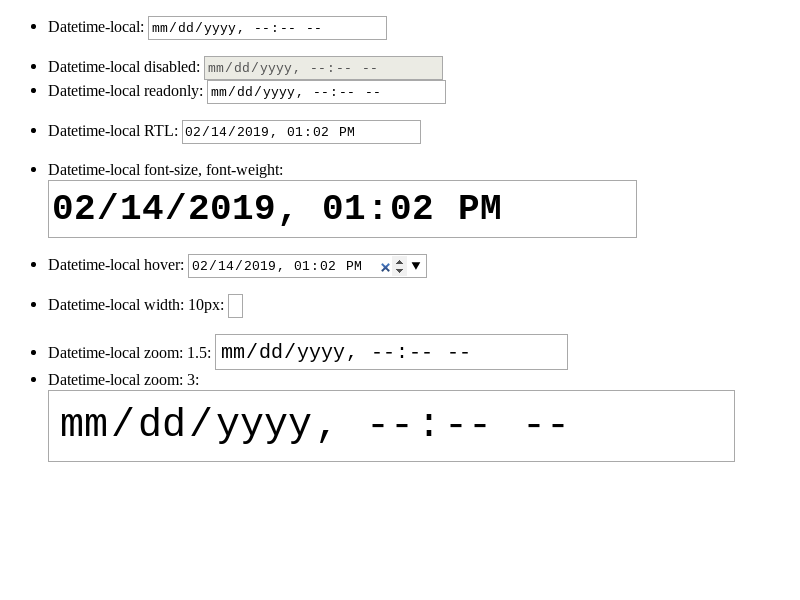 Datetime-local: mm/dd/yyyy, --:-- --
Datetime-local disabled: mm/dd/yyyy, --:-- --
Datetime-local readonly: mm/dd/yyyy, --:-- --
Datetime-local RTL: 02/14/2019, 01:02 PM
Datetime-local font-size, font-weight:
02/14/2019, 01:02 PM
Datetime-local hover: 02/14/2019, 01:02 PM
Datetime-local width: 10px:
Datetime-local zoom: 1.5: mm/dd/yyyy, --:-- --
Datetime-local zoom: 3:
mm/dd/yyyy, --:-- --